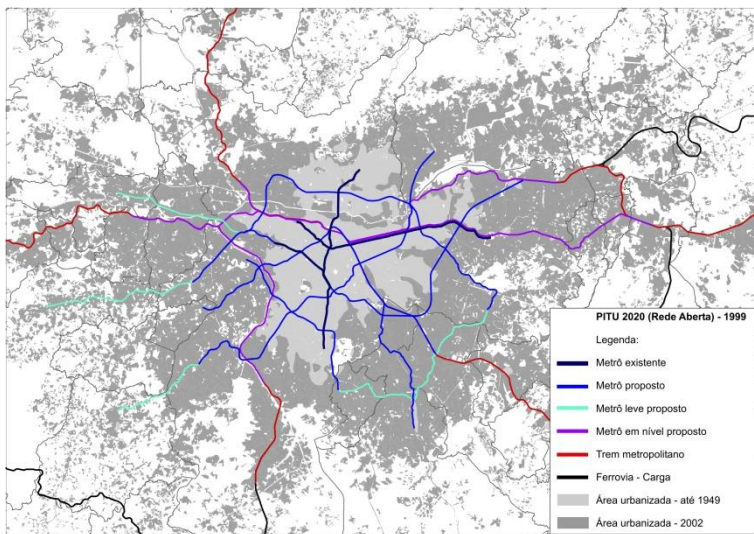 PITU 2020 (Rede Aberta) - 1999
Legenda:
Metrô existente
Metrô proposto
Metrô leve proposto
Metrô em nível proposto
Trem metropolitano
Ferrovia - Carga
Área urbanizada - até 1949
Área urbanizada - 2002